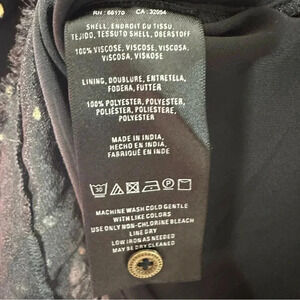 RN: 66170 CA: 32054
SHELL, ENDROIT DU TISSU,
TEJIDO, TESSUTO SHELL, OBERSTOFF
100% VISCOSE, VISCOSE, VISCOSA,
VISCOSA, VISKOSE
LINING, DOUBLURE, ENTRETELA,
FODERA, FUTTER
100% POLYESTER, POLYESTER,
POLIÉSTER, POLIESTERE,
POLYESTER
MADE IN INDIA,
HECHO EN INDIA,
FABRIQUÉ EN INDE
30
MACHINE WASH COLD GENTLE
WITH LIKE COLORS
USE ONLY NON-CHLORINE BLEACH
LINE DRY
LOW IRON AS NEEDED
MAY BE DRY CLEANED